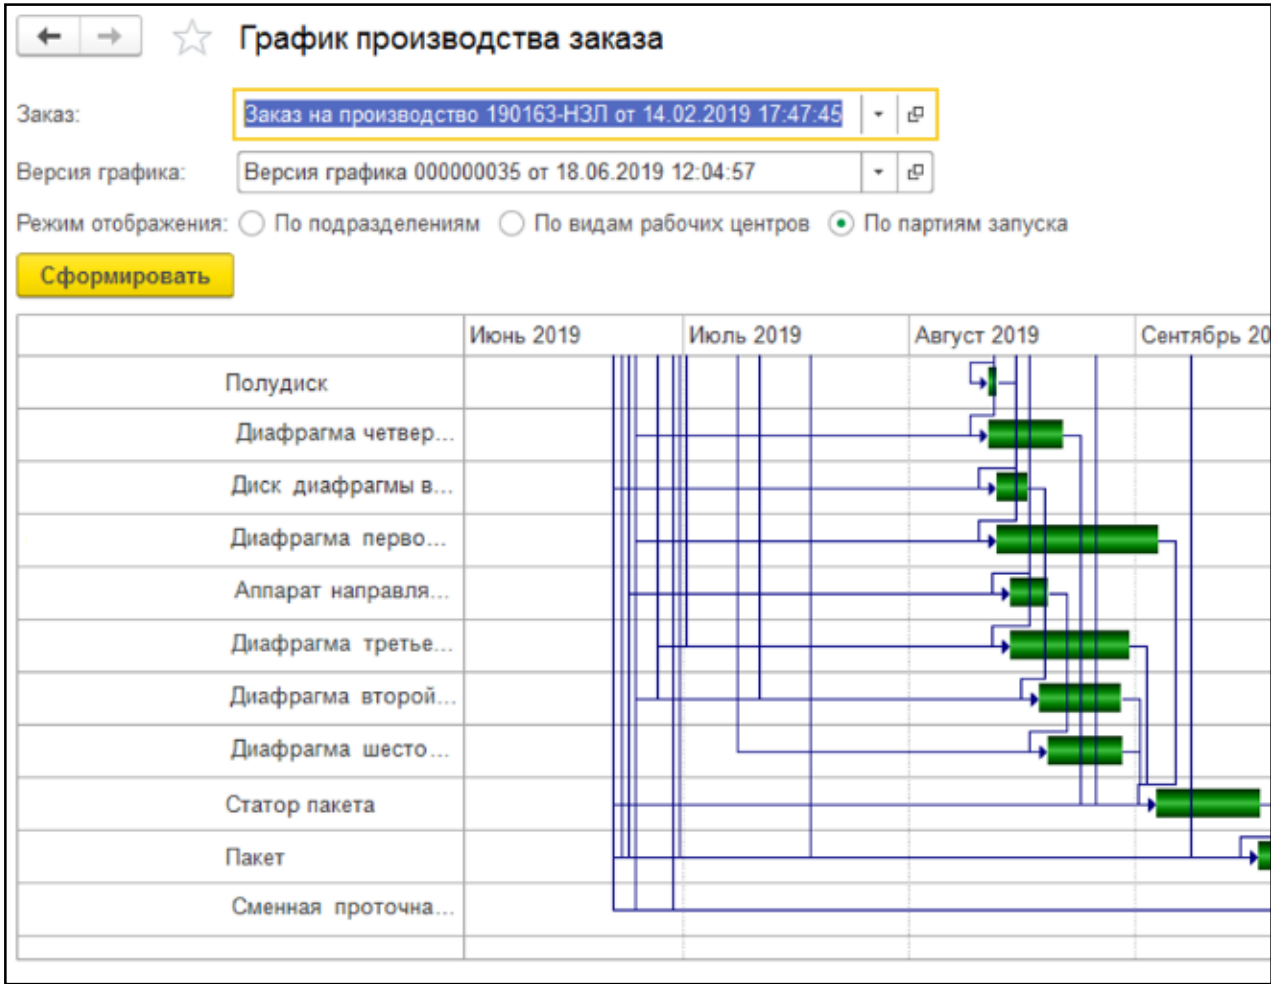 График производства заказа
Заказ: Заказ на производство 190163-НЗЛ от 14.02.2019 17:47:45
Версия графика: Версия графика 000000035 от 18.06.2019 12:04:57
Режим отображения: По подразделениям По видам рабочих центров По партиям запуска
Сформировать
Июнь 2019 Июль 2019 Август 2019 Сентябрь 20
Полудиск
Диафрагма четвер...
Диск диафрагмы в...
Диафрагма перво...
Аппарат направля...
Диафрагма третье...
Диафрагма второй...
Диафрагма шесто...
Статор пакета
Пакет
Сменная проточна...